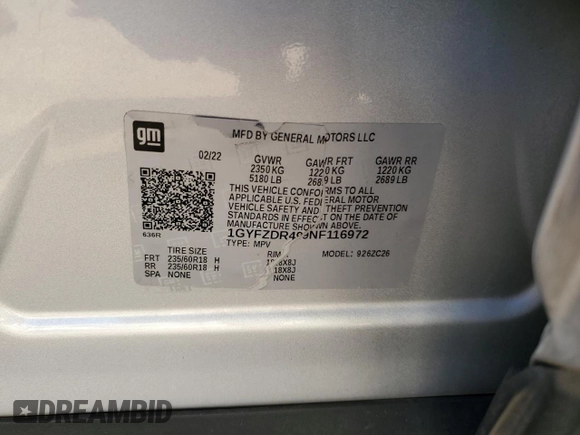 gm
MFD BY GENERAL MOTORS LLC
02/22 GVWR GAWR FRT GAWR RR
2350 KG 1220 KG 1220 KG
5180 LB 2689 LB 2689 LB
THIS VEHICLE CONFORMS TO ALL
APPLICABLE U.S. FEDERAL MOTOR
VEHICLE SAFETY AND THEFT
PREVENTION STANDARDS IN EFFECT
ON THE DATE OF MANUFACTURE
SHOWN ABOVE.
636R
TYPE: MPV
TIRE SIZE RIM MODEL: 926ZC26
FRT 235/60R18 H 18X8J
RR 235/60R18 H 18X8J
SPA NONE NONE
DREAMBID